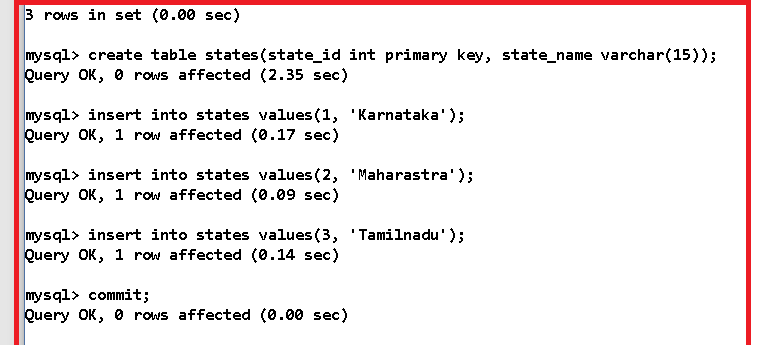 3 rows in set (0.00 sec)
mysql> create table states(state_id int primary key, state_name varchar(15));
Query OK, 0 rows affected (2.35 sec)
mysql> insert into states values(1, 'Karnataka');
Query OK, 1 row affected (0.17 sec)
mysql> insert into states values(2, 'Maharastra');
Query OK, 1 row affected (0.09 sec)
mysql> insert into states values(3, 'Tamilnadu');
Query OK, 1 row affected (0.14 sec)
mysql> commit;
Query OK, 0 rows affected (0.00 sec)